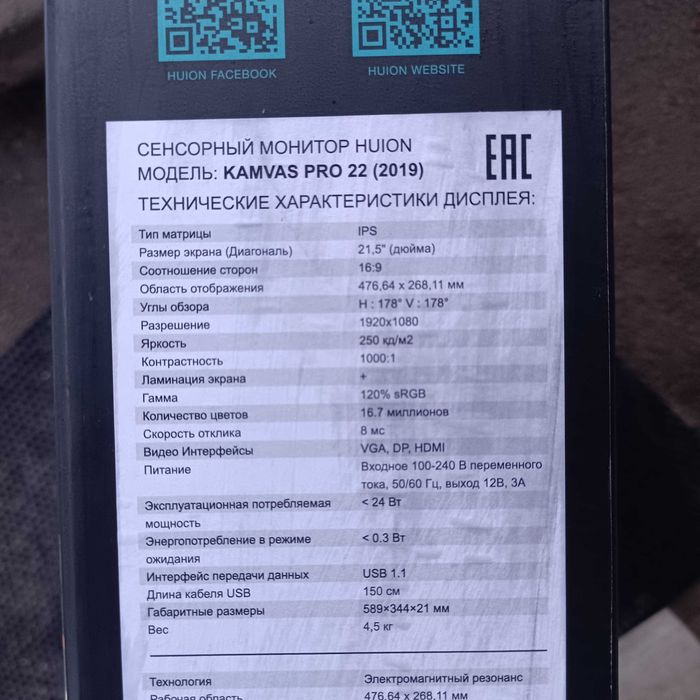 HUION FACEBOOK HUION WEBSITE
СЕНСОРНЫЙ МОНИТОР HUION
EAC
МОДЕЛЬ: KAMVAS PRO 22 (2019)
ТЕХНИЧЕСКИЕ ХАРАКТЕРИСТИКИ ДИСПЛЕЯ:
Тип матрицы IPS
Размер экрана (Диагональ) 21,5" (дюйма)
Соотношение сторон 16:9
Область отображения 476,64 x 268,11 мм
Углы обзора H : 178° V : 178°
Разрешение 1920x1080
Яркость 250 кд/м2
Контрастность 1000:1
Ламинация экрана +
Гамма 120% sRGB
Количество цветов 16.7 миллионов
Скорость отклика 8 мс
Видео Интерфейсы VGA, DP, HDMI
Питание Входное 100-240 В переменного
тока, 50/60 Гц, выход 12В, 3А
Эксплуатационная потребляемая < 24 Вт
мощность
Энергопотребление в режиме < 0.3 Вт
ожидания
Интерфейс передачи данных USB 1.1
Длина кабеля USB 150 см
Габаритные размеры 589×344×21 мм
Вес 4,5 кг
Технология Электромагнитный резонанс
Рабочая область 476,64 x 268,11 мм